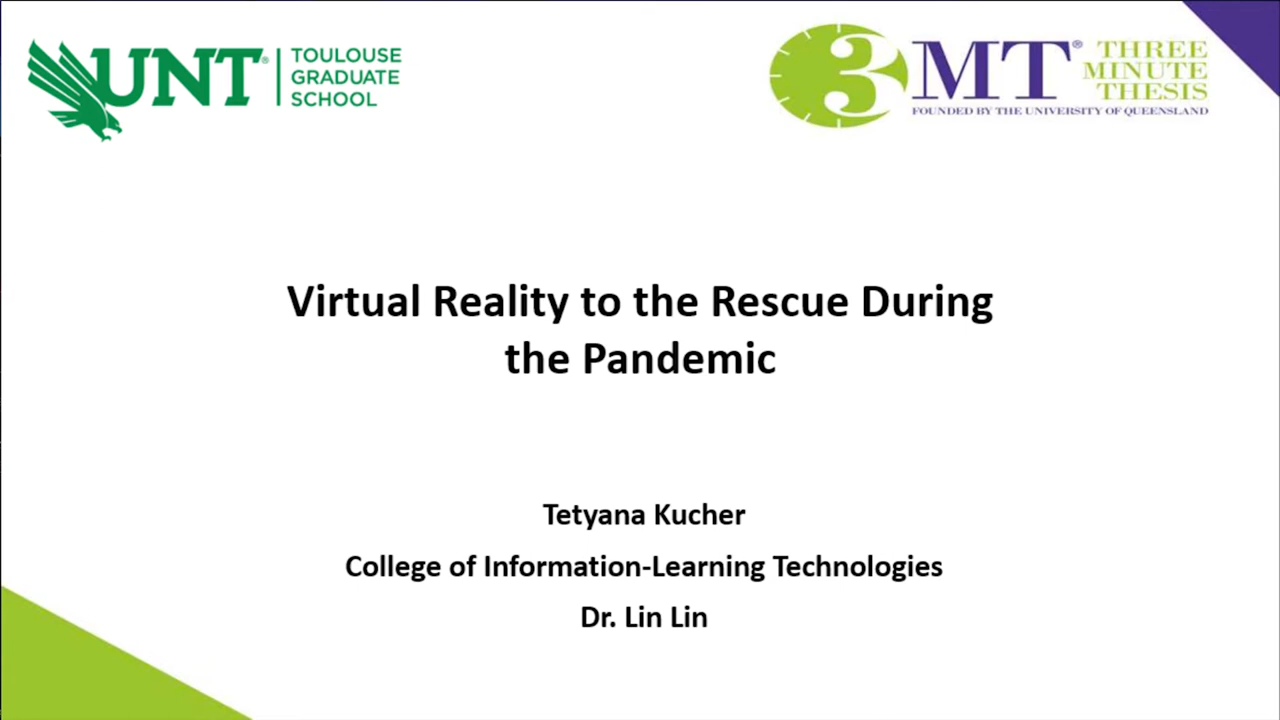 UNT®
TOULOUSE
GRADUATE
SCHOOL
3MT®
THREE
MINUTE
THESIS
FOUNDED BY THE UNIVERSITY OF QUEENSLAND
Virtual Reality to the Rescue During
the Pandemic
Tetyana Kucher
College of Information-Learning Technologies
Dr. Lin Lin